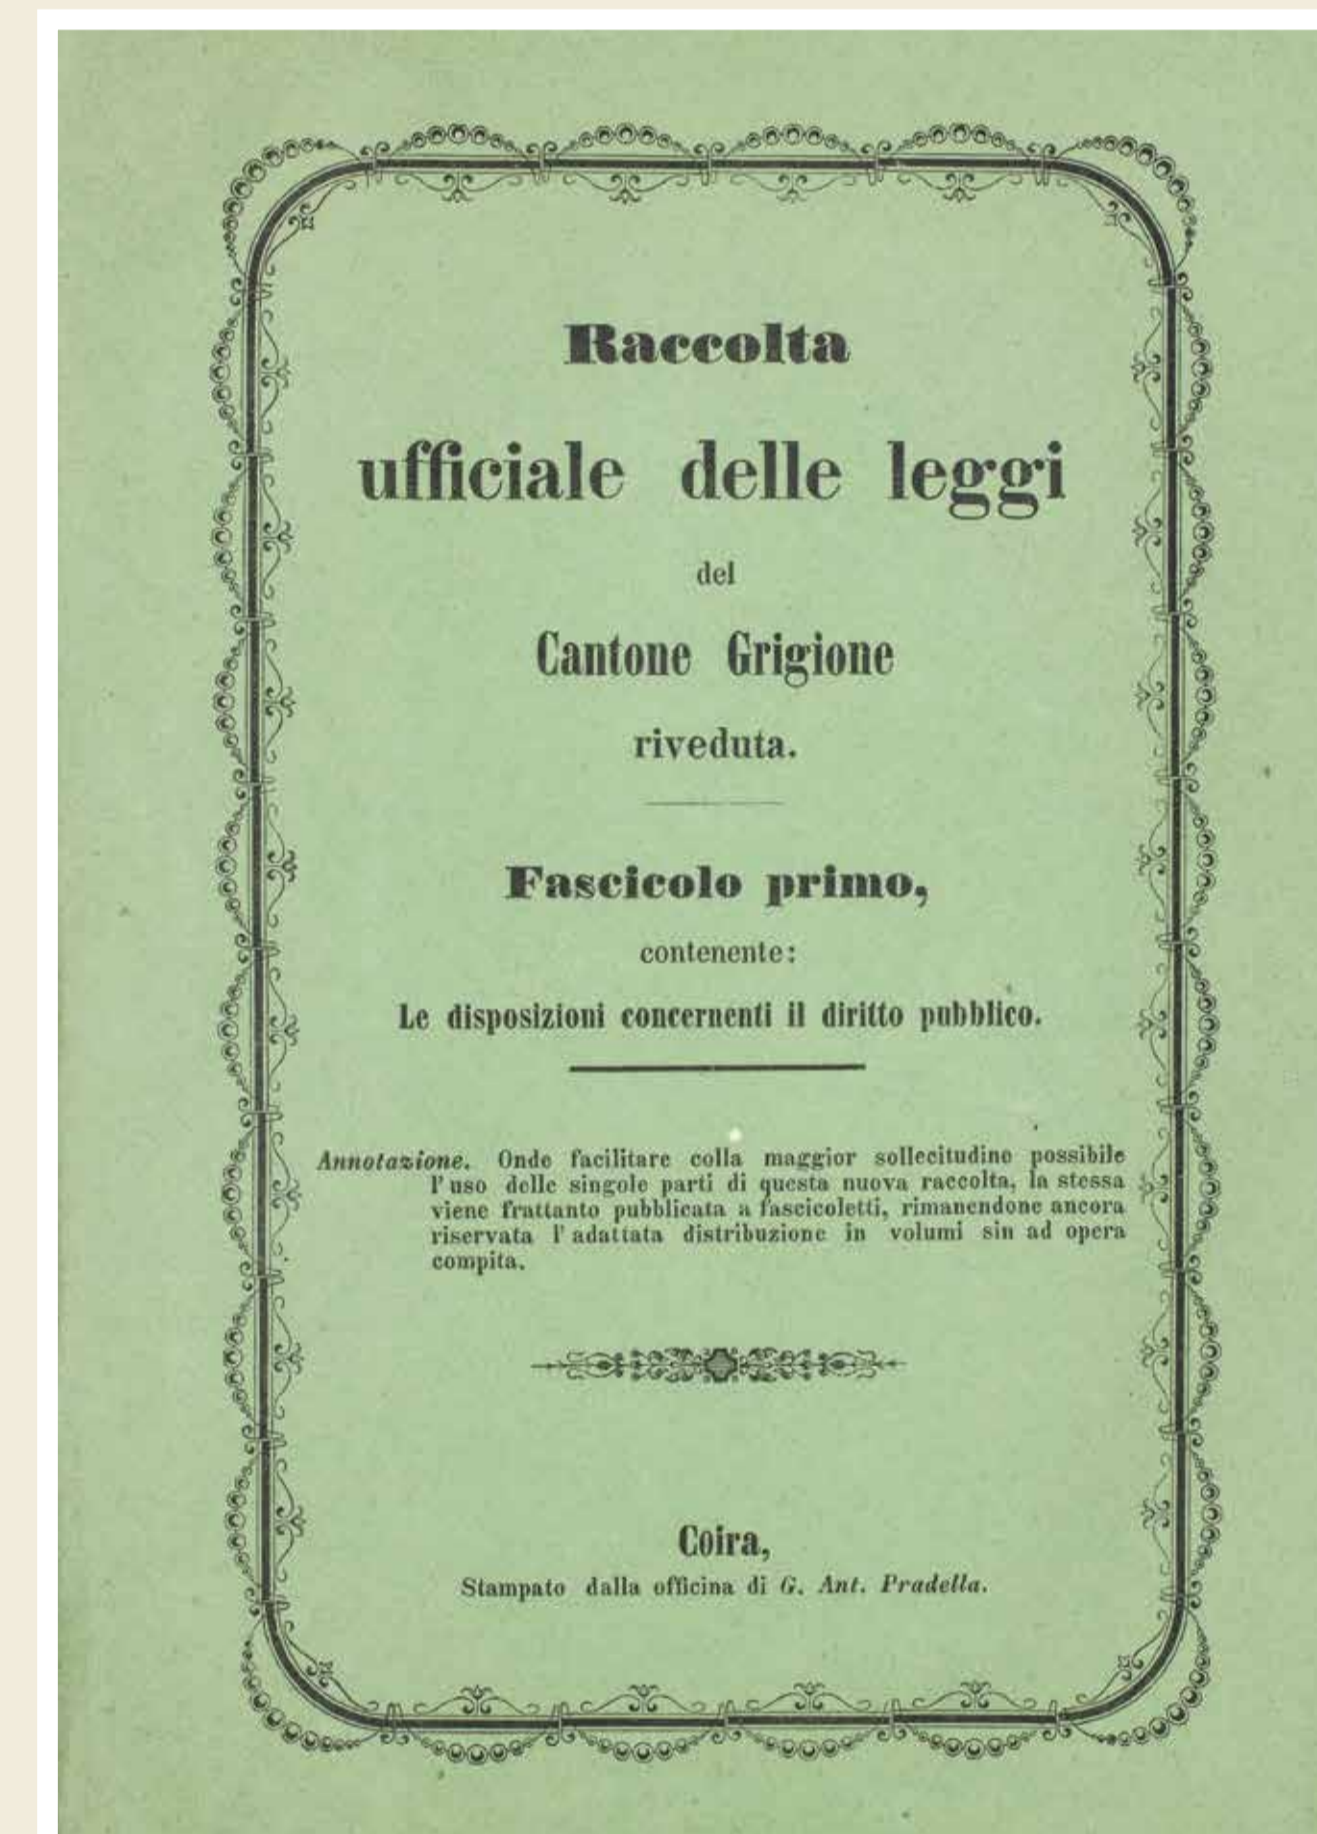 Raccolta
ufficiale delle leggi
del
Cantone Grigione
riveduta.
Fascicolo primo,
contenente:
Le disposizioni concernenti il diritto pubblico.
Annotazione. Onde facilitare colla maggior sollecitudine possibile
l'uso delle singole parti di questa nuova raccolta, la stessa
viene frattanto pubblicata a fascicoletti, rimanendone ancora
riservata l'adattata distribuzione in volumi sin ad opera
compita.
Coira,
Stampato dalla officina di G. Ant. Pradella.